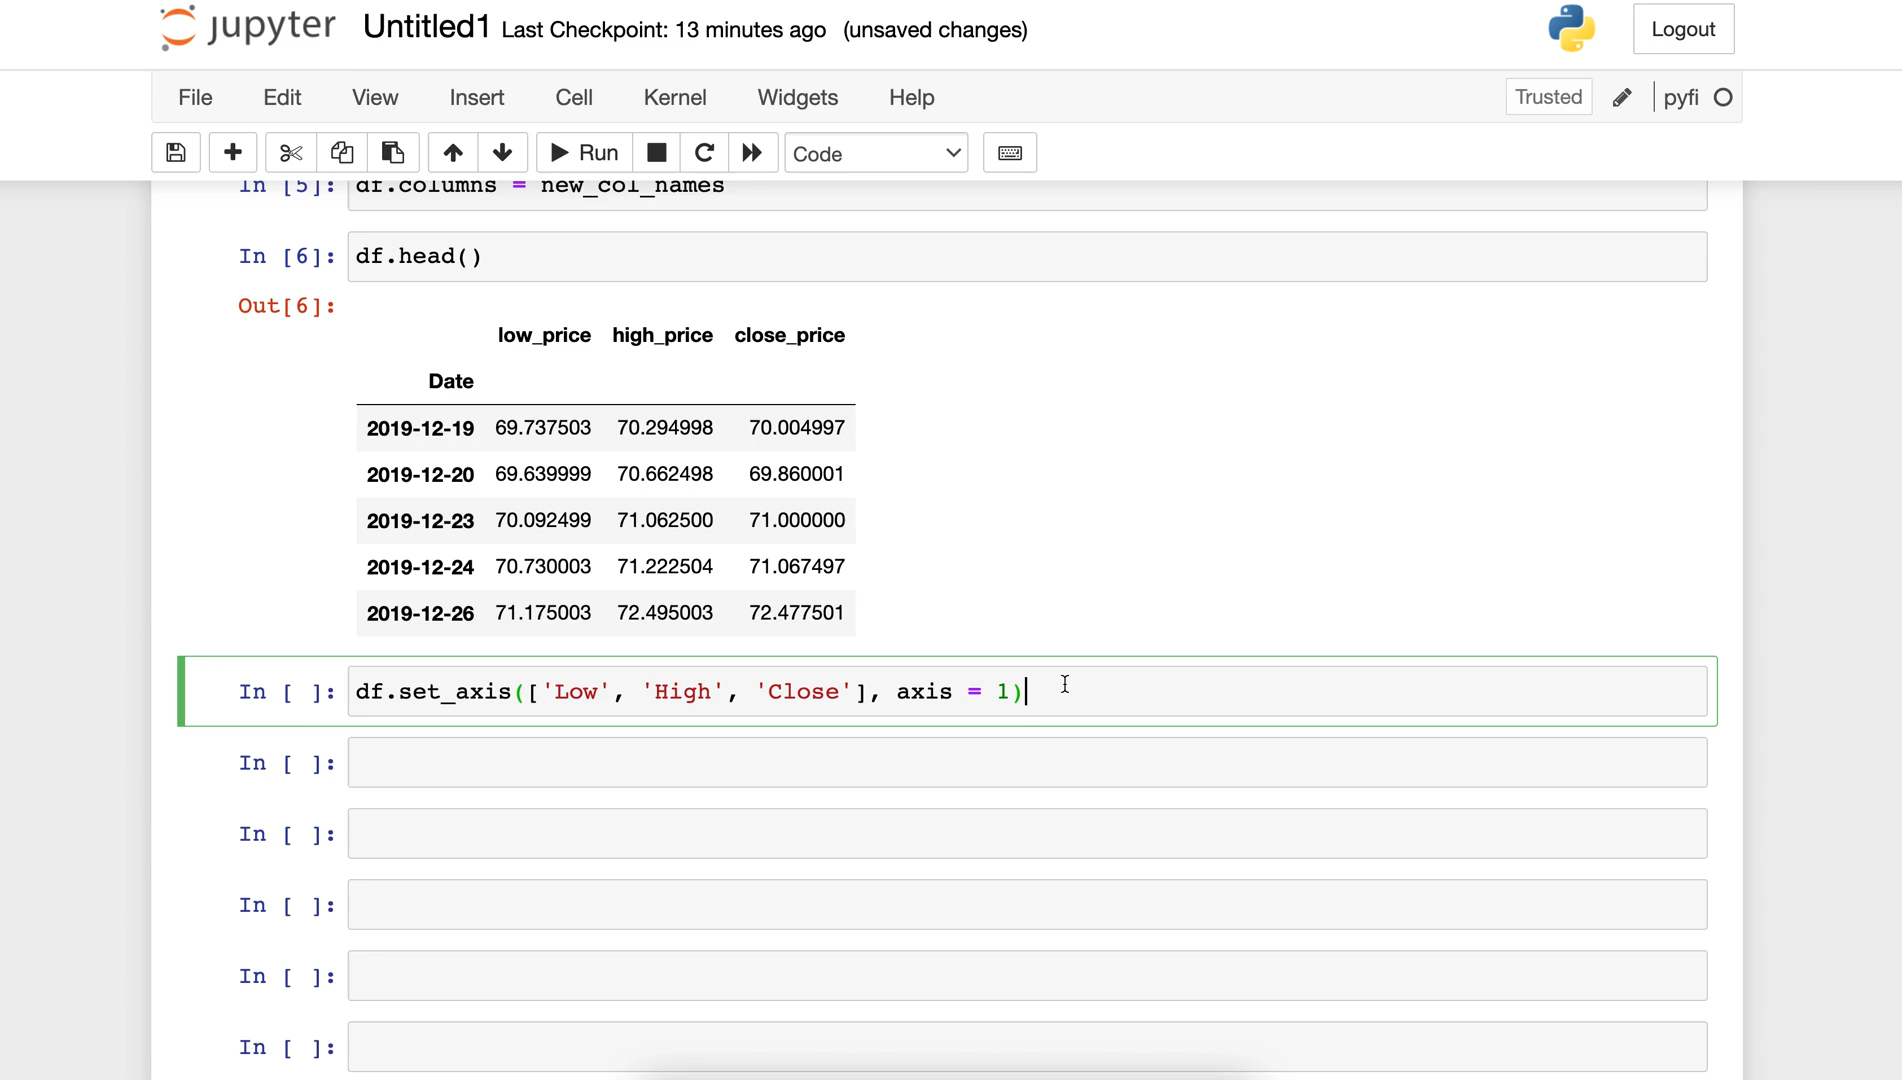 jupyter Untitled1 Last Checkpoint: 13 minutes ago (unsaved changes) Logout
File Edit View Insert Cell Kernel Widgets Help Trusted pyfi
Run Code
In [5]: df.columns = new_col_names
In [6]: df.head()
Out[6]:
low_price high_price close_price
Date
2019-12-19 69.737503 70.294998 70.004997
2019-12-20 69.639999 70.662498 69.860001
2019-12-23 70.092499 71.062500 71.000000
2019-12-24 70.730003 71.222504 71.067497
2019-12-26 71.175003 72.495003 72.477501
In [ ]: df.set_axis(['Low', 'High', 'Close'], axis = 1)
In [ ]:
In [ ]:
In [ ]:
In [ ]:
In [ ]: